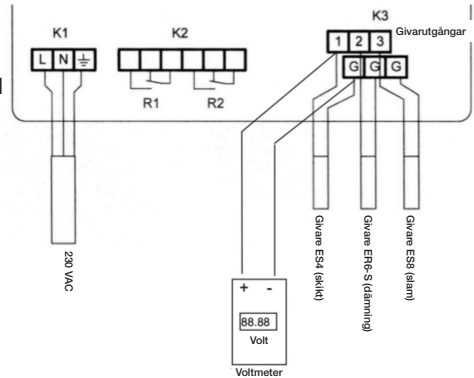 K1
K2
K3
Givarutgångar
L N
1 2 3
G G G
R1
R2
230 VAC
Givare ES4 (skikt)
Givare ER6-S (dämning)
Givare ES8 (slam)
+ -
88.88
Volt
Voltmeter